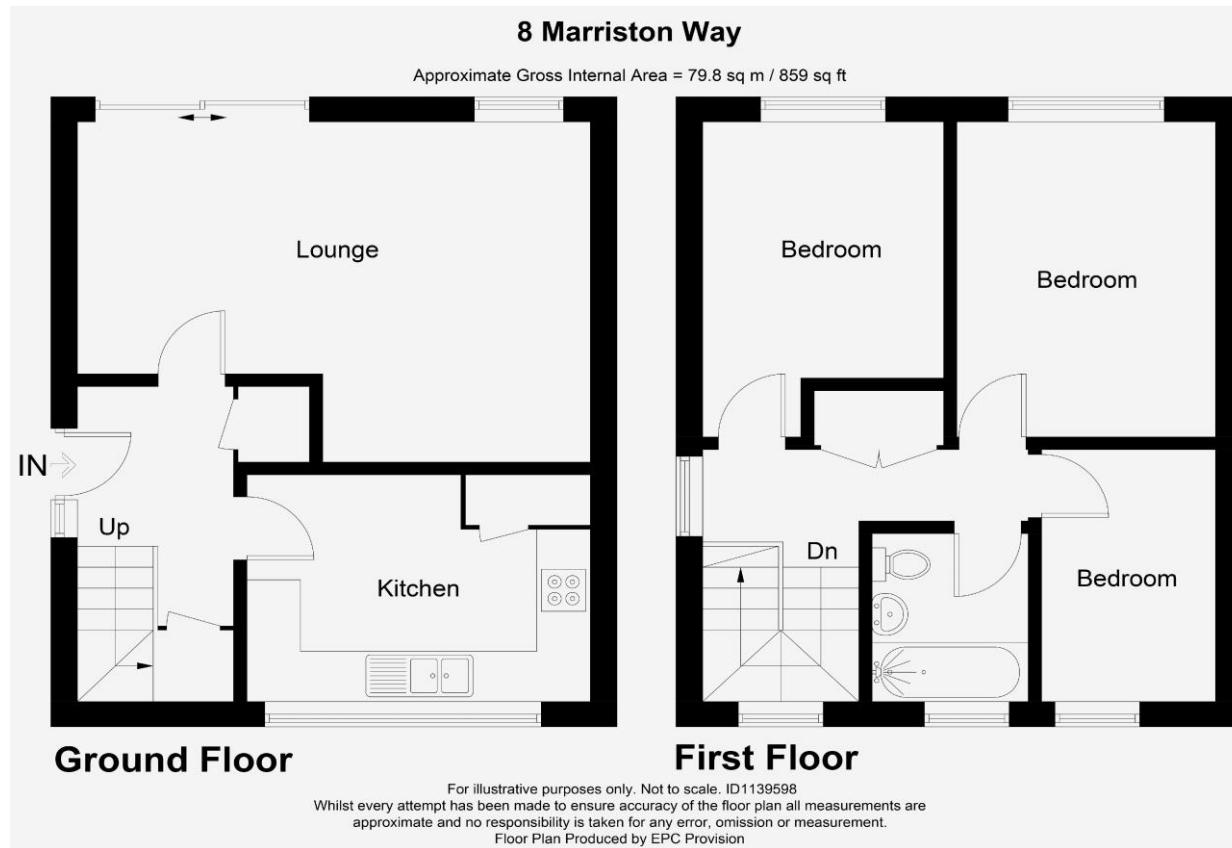 8 Marriston Way
Approximate Gross Internal Area = 79.8 sq m / 859 sq ft
Lounge
IN
Up
Kitchen
Ground Floor
Bedroom
Bedroom
Dn
Bedroom
First Floor
For illustrative purposes only. Not to scale. ID1139598
Whilst every attempt has been made to ensure accuracy of the floor plan all measurements are
approximate and no responsibility is taken for any error, omission or measurement.
Floor Plan Produced by EPC Provision